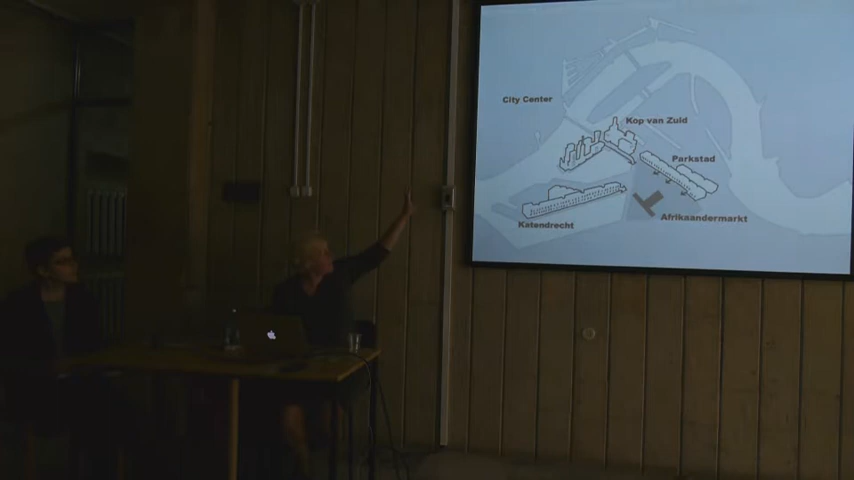 City Center
Kop van Zuid
Parkstad
Afrikaandermarkt
Katendrecht